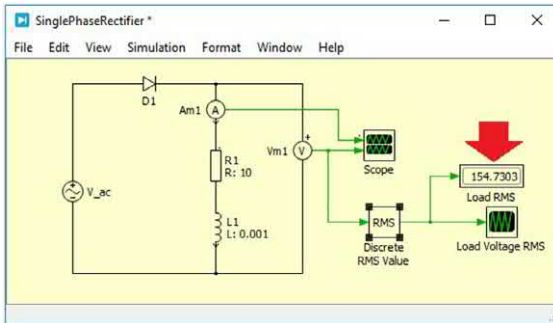 SinglePhaseRectifier *
File Edit View Simulation Format Window Help
D1
Am1
A
R1
R: 10
Vm1
V
Scope
154.7303
Load RMS
V_ac
L1
L: 0.001
RMS
Discrete
RMS Value
Load Voltage RMS